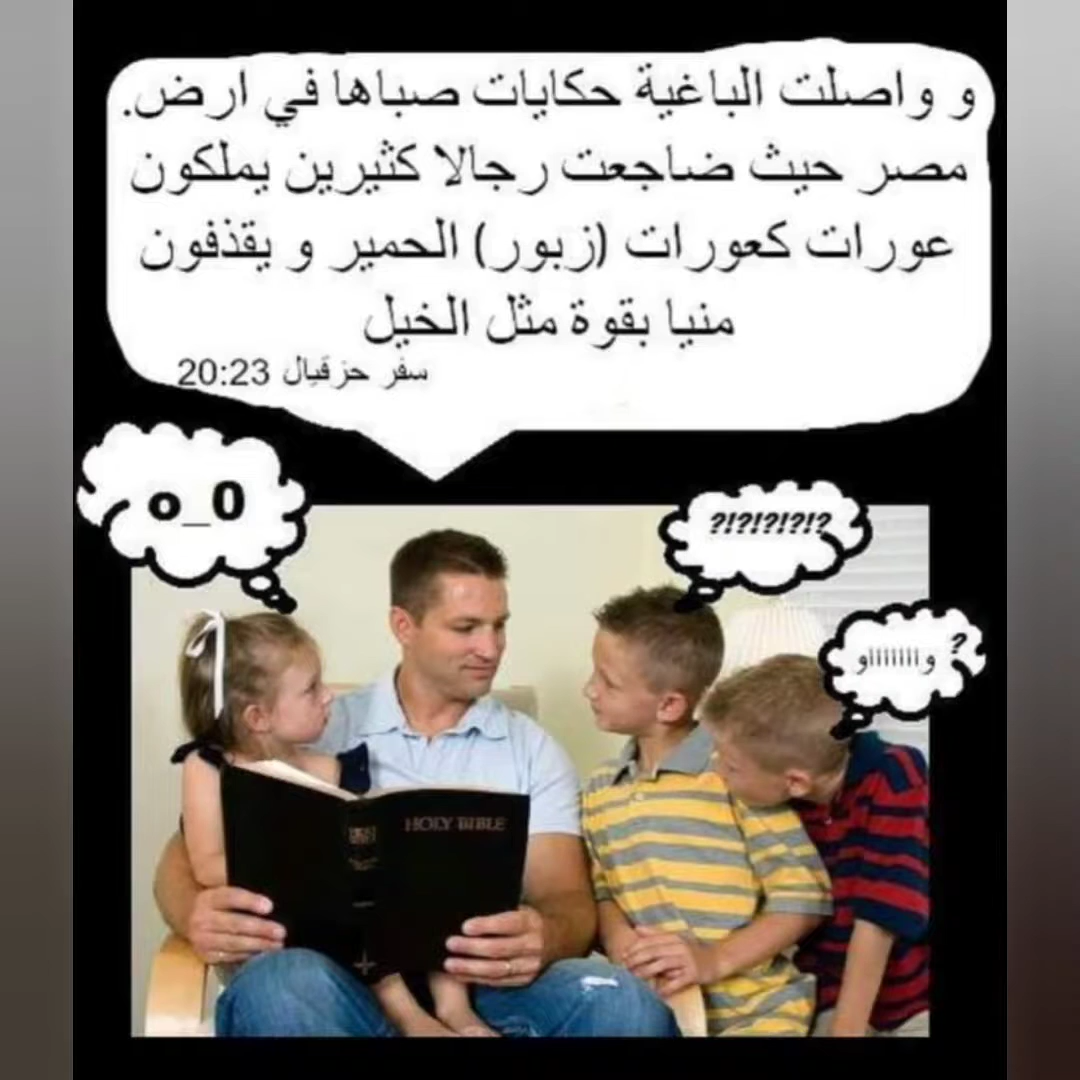 و واصلت الباغية حكايات صباها في ارض.
مصر حيث ضاجعت رجالا كثيرين يملكون
عورات كعورات (زبور) الحمير و يقذفون
منيا بقوة مثل الخيل
سفر حزقيال 20:23
o_0
?!?!?!?!?
? واااااااو
HOLY BIBLE